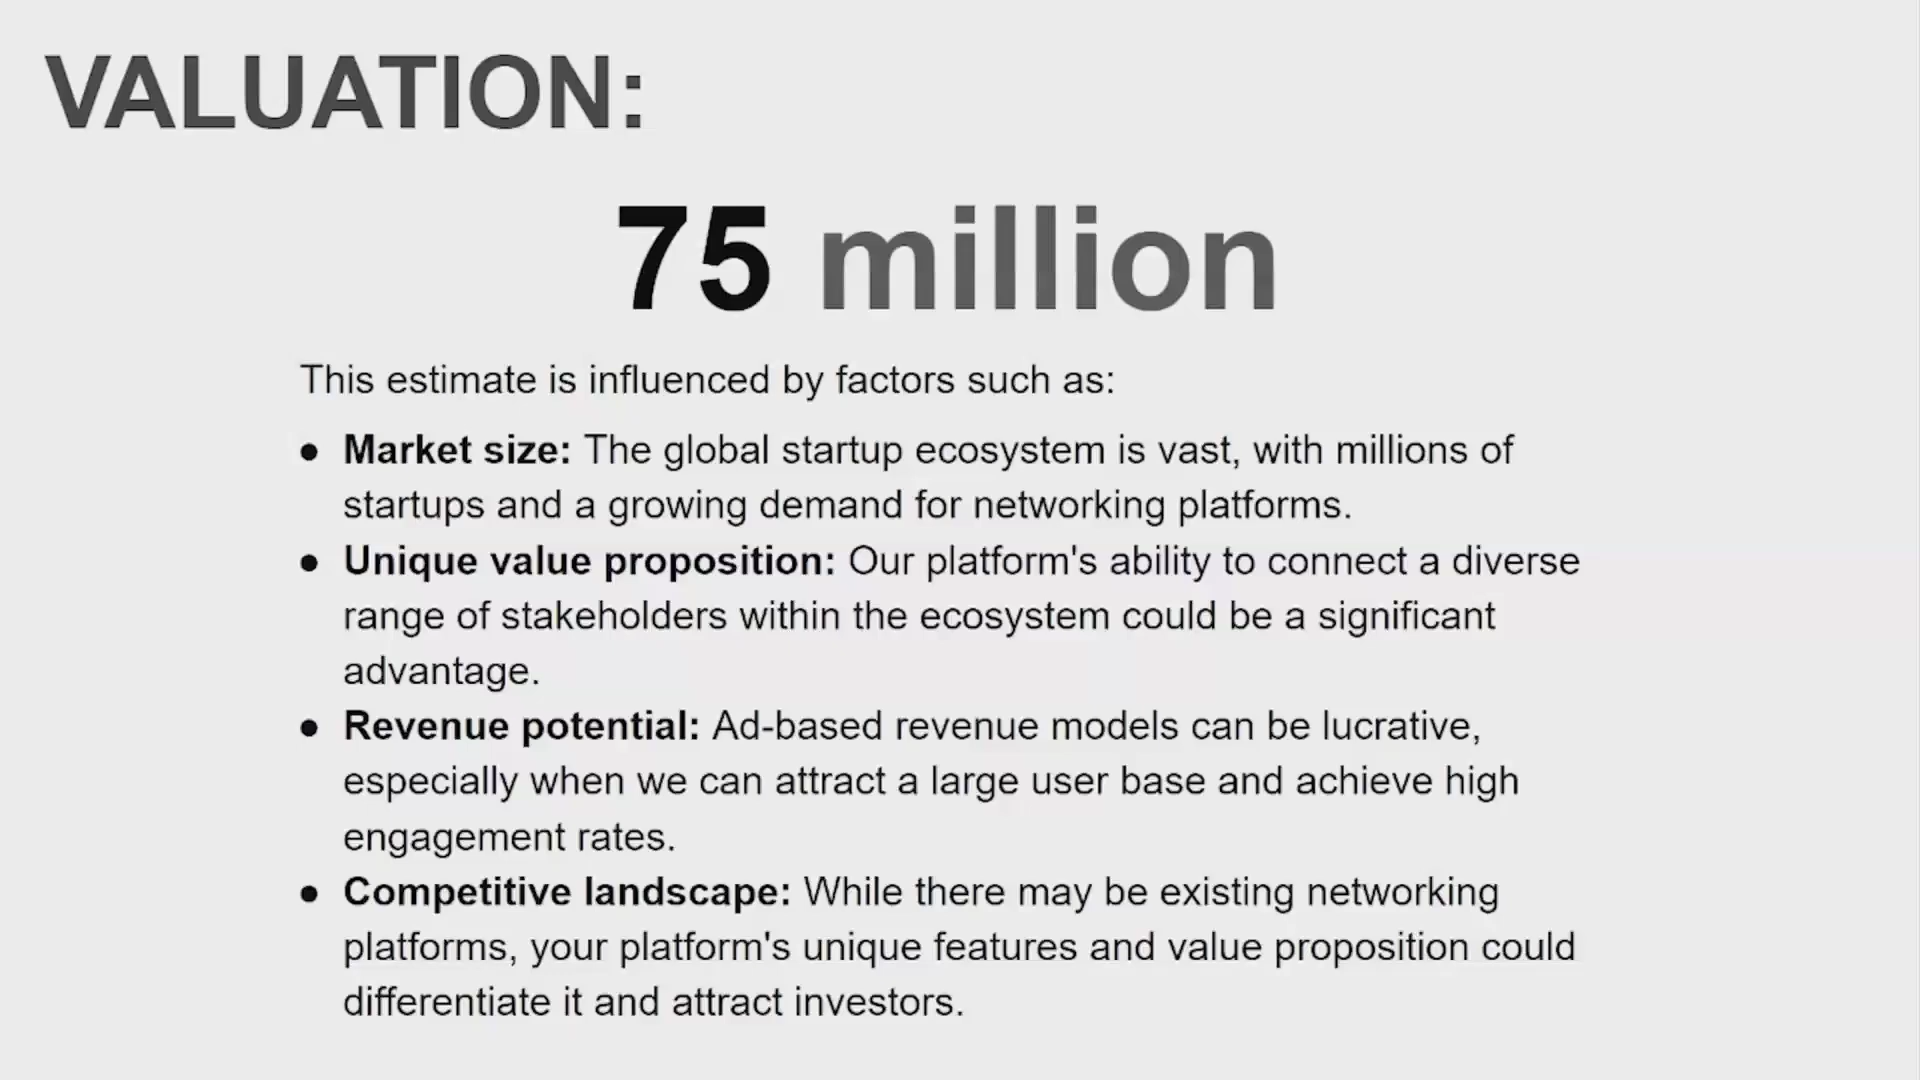 VALUATION:
75 million
This estimate is influenced by factors such as:
● Market size: The global startup ecosystem is vast, with millions of
startups and a growing demand for networking platforms.
● Unique value proposition: Our platform's ability to connect a diverse
range of stakeholders within the ecosystem could be a significant
advantage.
● Revenue potential: Ad-based revenue models can be lucrative,
especially when we can attract a large user base and achieve high
engagement rates.
● Competitive landscape: While there may be existing networking
platforms, your platform's unique features and value proposition could
differentiate it and attract investors.